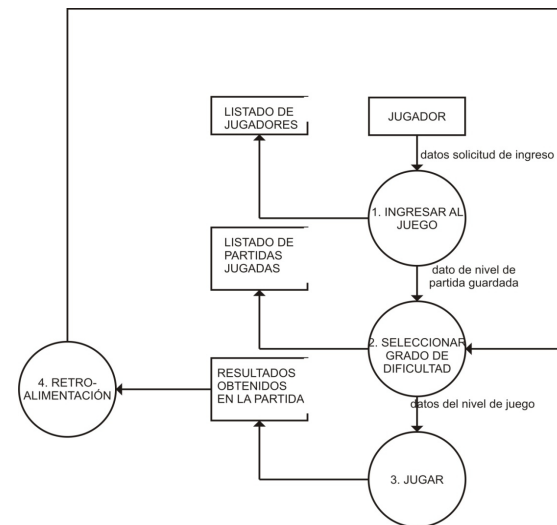 LISTADO DE
JUGADORES
JUGADOR
datos solicitud de ingreso
1. INGRESAR AL
JUEGO
LISTADO DE
PARTIDAS
JUGADAS
dato de nivel de
partida guardada
2. SELECCIONAR
GRADO DE
DIFICULTAD
RESULTADOS
OBTENIDOS
EN LA PARTIDA
4. RETRO-
ALIMENTACIÓN
datos del nivel de juego
3. JUGAR